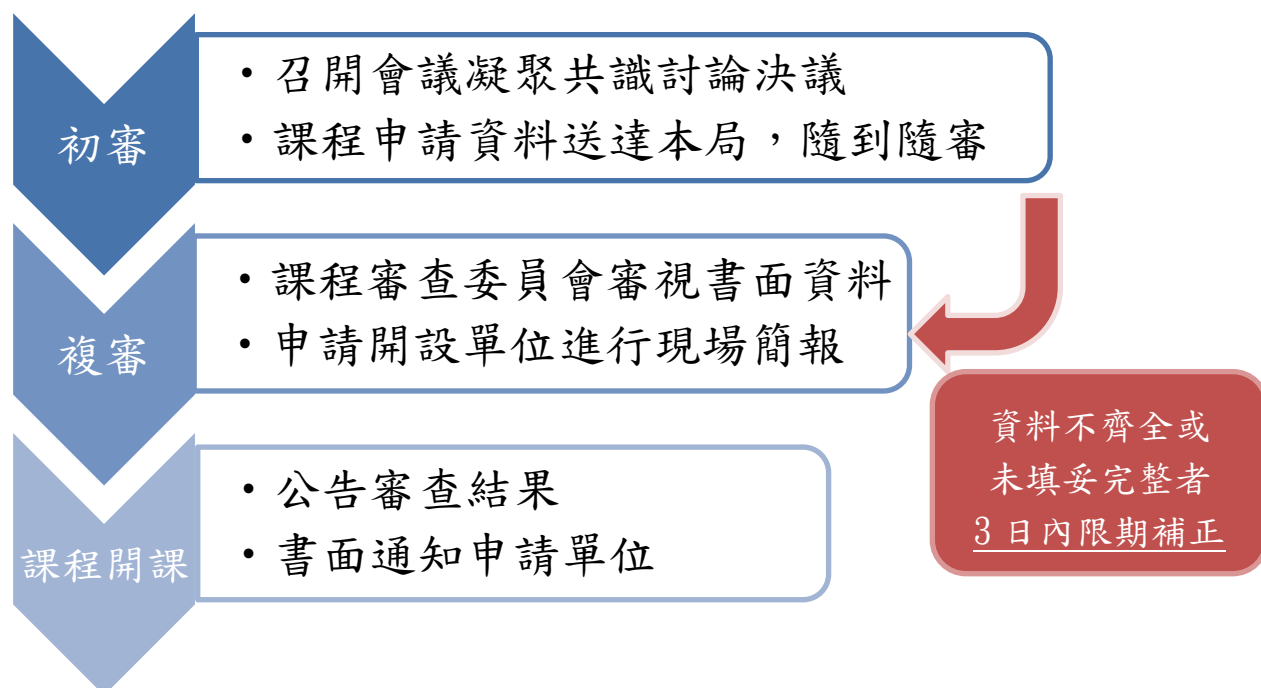 初審
・召開會議凝聚共識討論決議
・課程申請資料送達本局，隨到隨審
複審
・課程審查委員會審視書面資料
・申請開設單位進行現場簡報
資料不齊全或
未填妥完整者
3 日內限期補正
課程開課
・公告審查結果
・書面通知申請單位